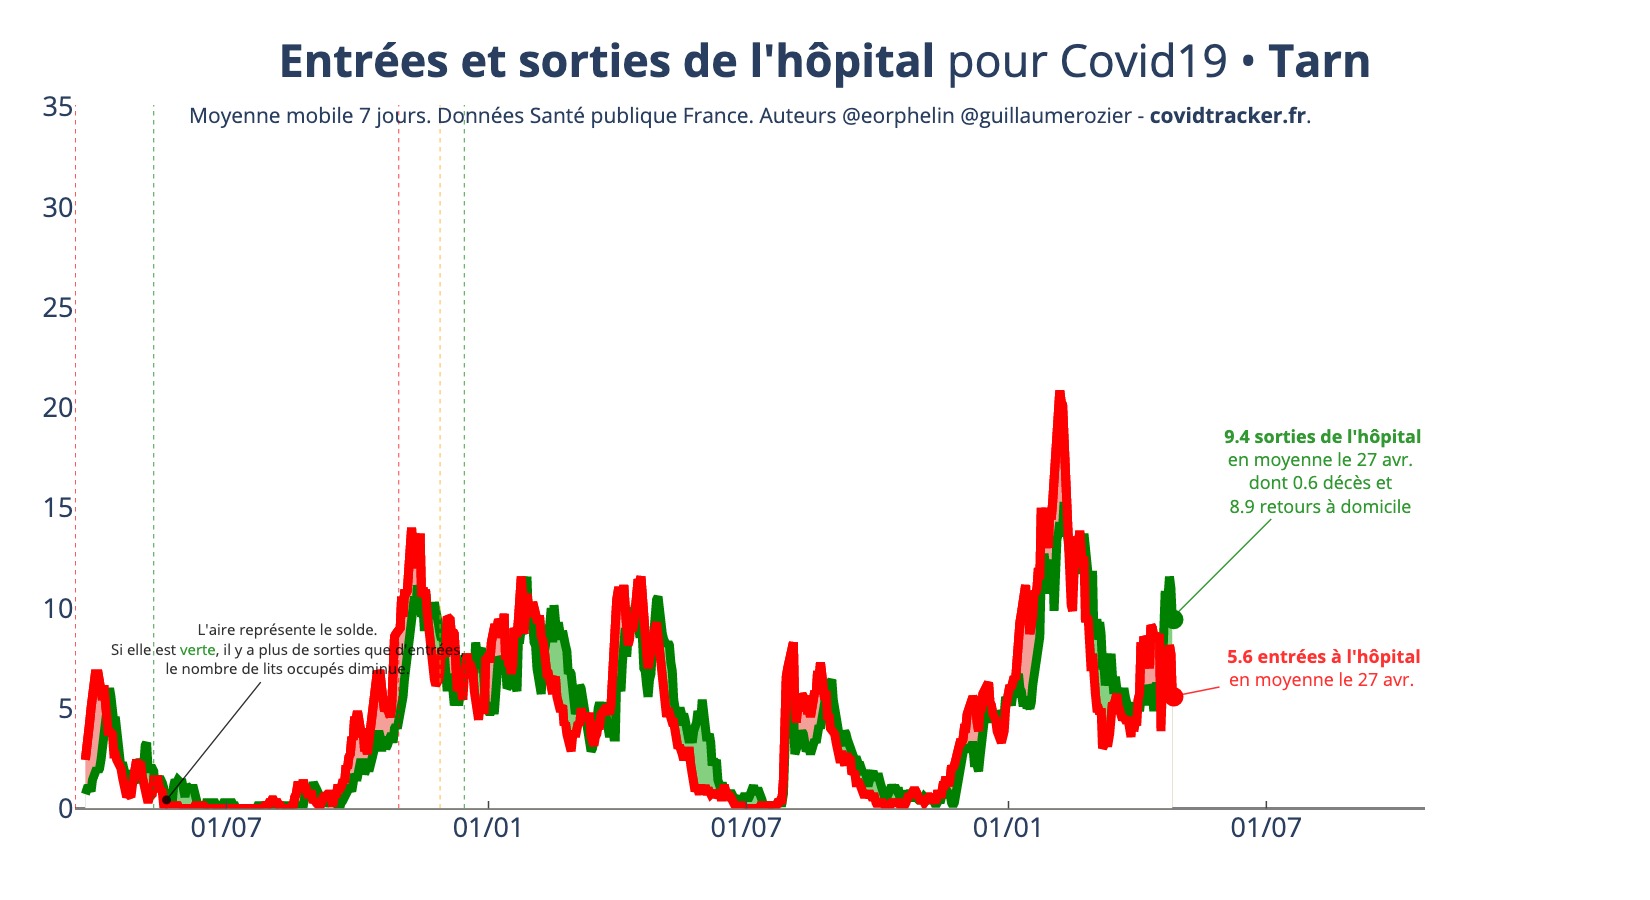 Entrées et sorties de l'hôpital pour Covid19 • Tarn
Moyenne mobile 7 jours. Données Santé publique France. Auteurs @eorphelin @guillaumerozier - covidtracker.fr.
35
30
25
20
15
10
5
0
9.4 sorties de l'hôpital
en moyenne le 27 avr.
dont 0.6 décès et
8.9 retours à domicile
L'aire représente le solde.
Si elle est verte, il y a plus de sorties que d'entrées,
le nombre de lits occupés diminue.
5.6 entrées à l'hôpital
en moyenne le 27 avr.
01/07
01/01
01/07
01/01
01/07